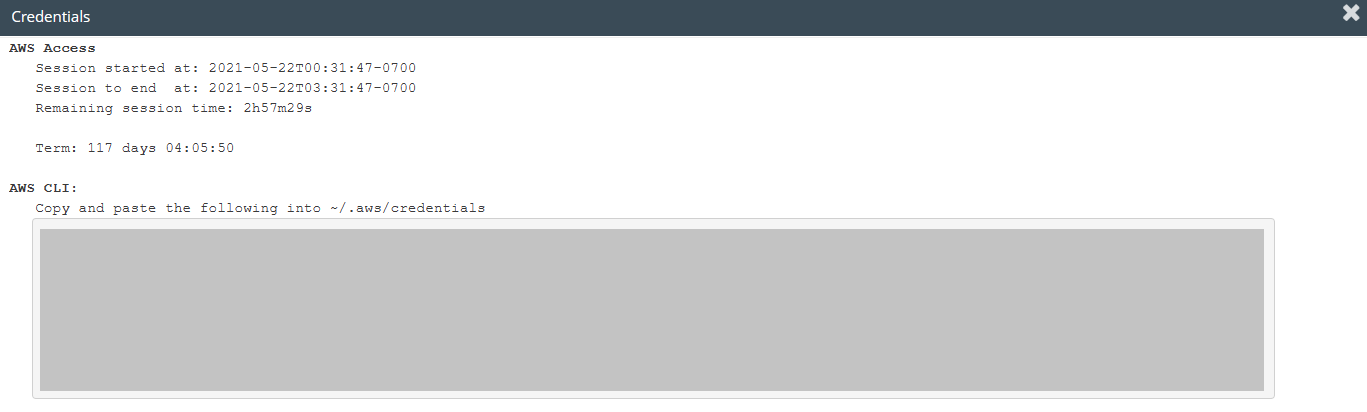 Credentials
AWS Access
Session started at: 2021-05-22T00:31:47-0700
Session to end  at: 2021-05-22T03:31:47-0700
Remaining session time: 2h57m29s
Term: 117 days 04:05:50
AWS CLI:
Copy and paste the following into ~/.aws/credentials